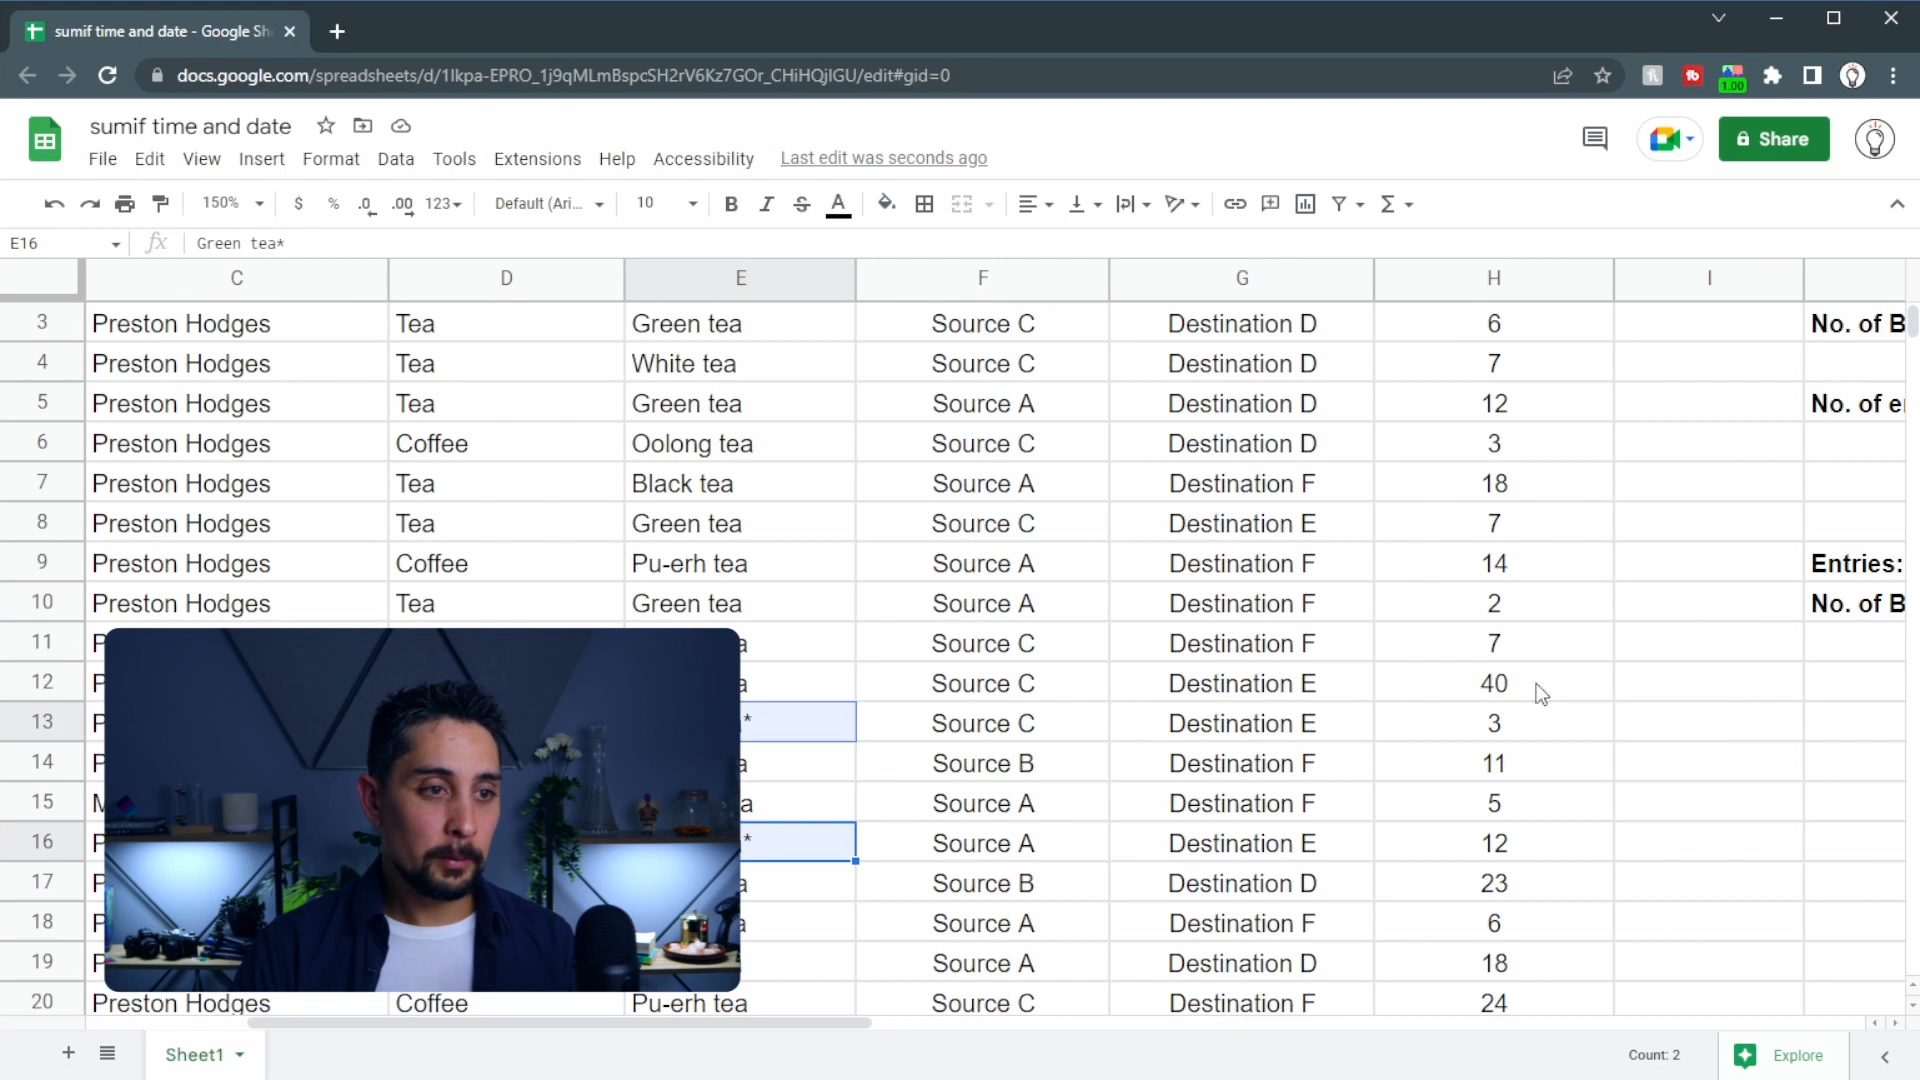 sumif time and date - Google Sh
docs.google.com/spreadsheets/d/1lkpa-EPRO_1j9qMLmBspcSH2rV6Kz7GOr_CHiHQjIGU/edit#gid=0
1.00
sumif time and date
File Edit View Insert Format Data Tools Extensions Help Accessibility Last edit was seconds ago
Share
150% $ % .0 .00 123 Default (Ari... 10 B I S A
E16 fx Green tea*
C D E F G H I
3 Preston Hodges Tea Green tea Source C Destination D 6 No. of B
4 Preston Hodges Tea White tea Source C Destination D 7
5 Preston Hodges Tea Green tea Source A Destination D 12 No. of e
6 Preston Hodges Coffee Oolong tea Source C Destination D 3
7 Preston Hodges Tea Black tea Source A Destination F 18
8 Preston Hodges Tea Green tea Source C Destination E 7
9 Preston Hodges Coffee Pu-erh tea Source A Destination F 14 Entries:
10 Preston Hodges Tea Green tea Source A Destination F 2 No. of B
11 P a Source C Destination F 7
12 P a Source C Destination E 40
13 P * Source C Destination E 3
14 P a Source B Destination F 11
15 M a Source A Destination F 5
16 P * Source A Destination E 12
17 P a Source B Destination D 23
18 P a Source A Destination F 6
19 P Source A Destination D 18
20 Preston Hodges Coffee Pu-erh tea Source C Destination F 24
Sheet1 Count: 2 Explore